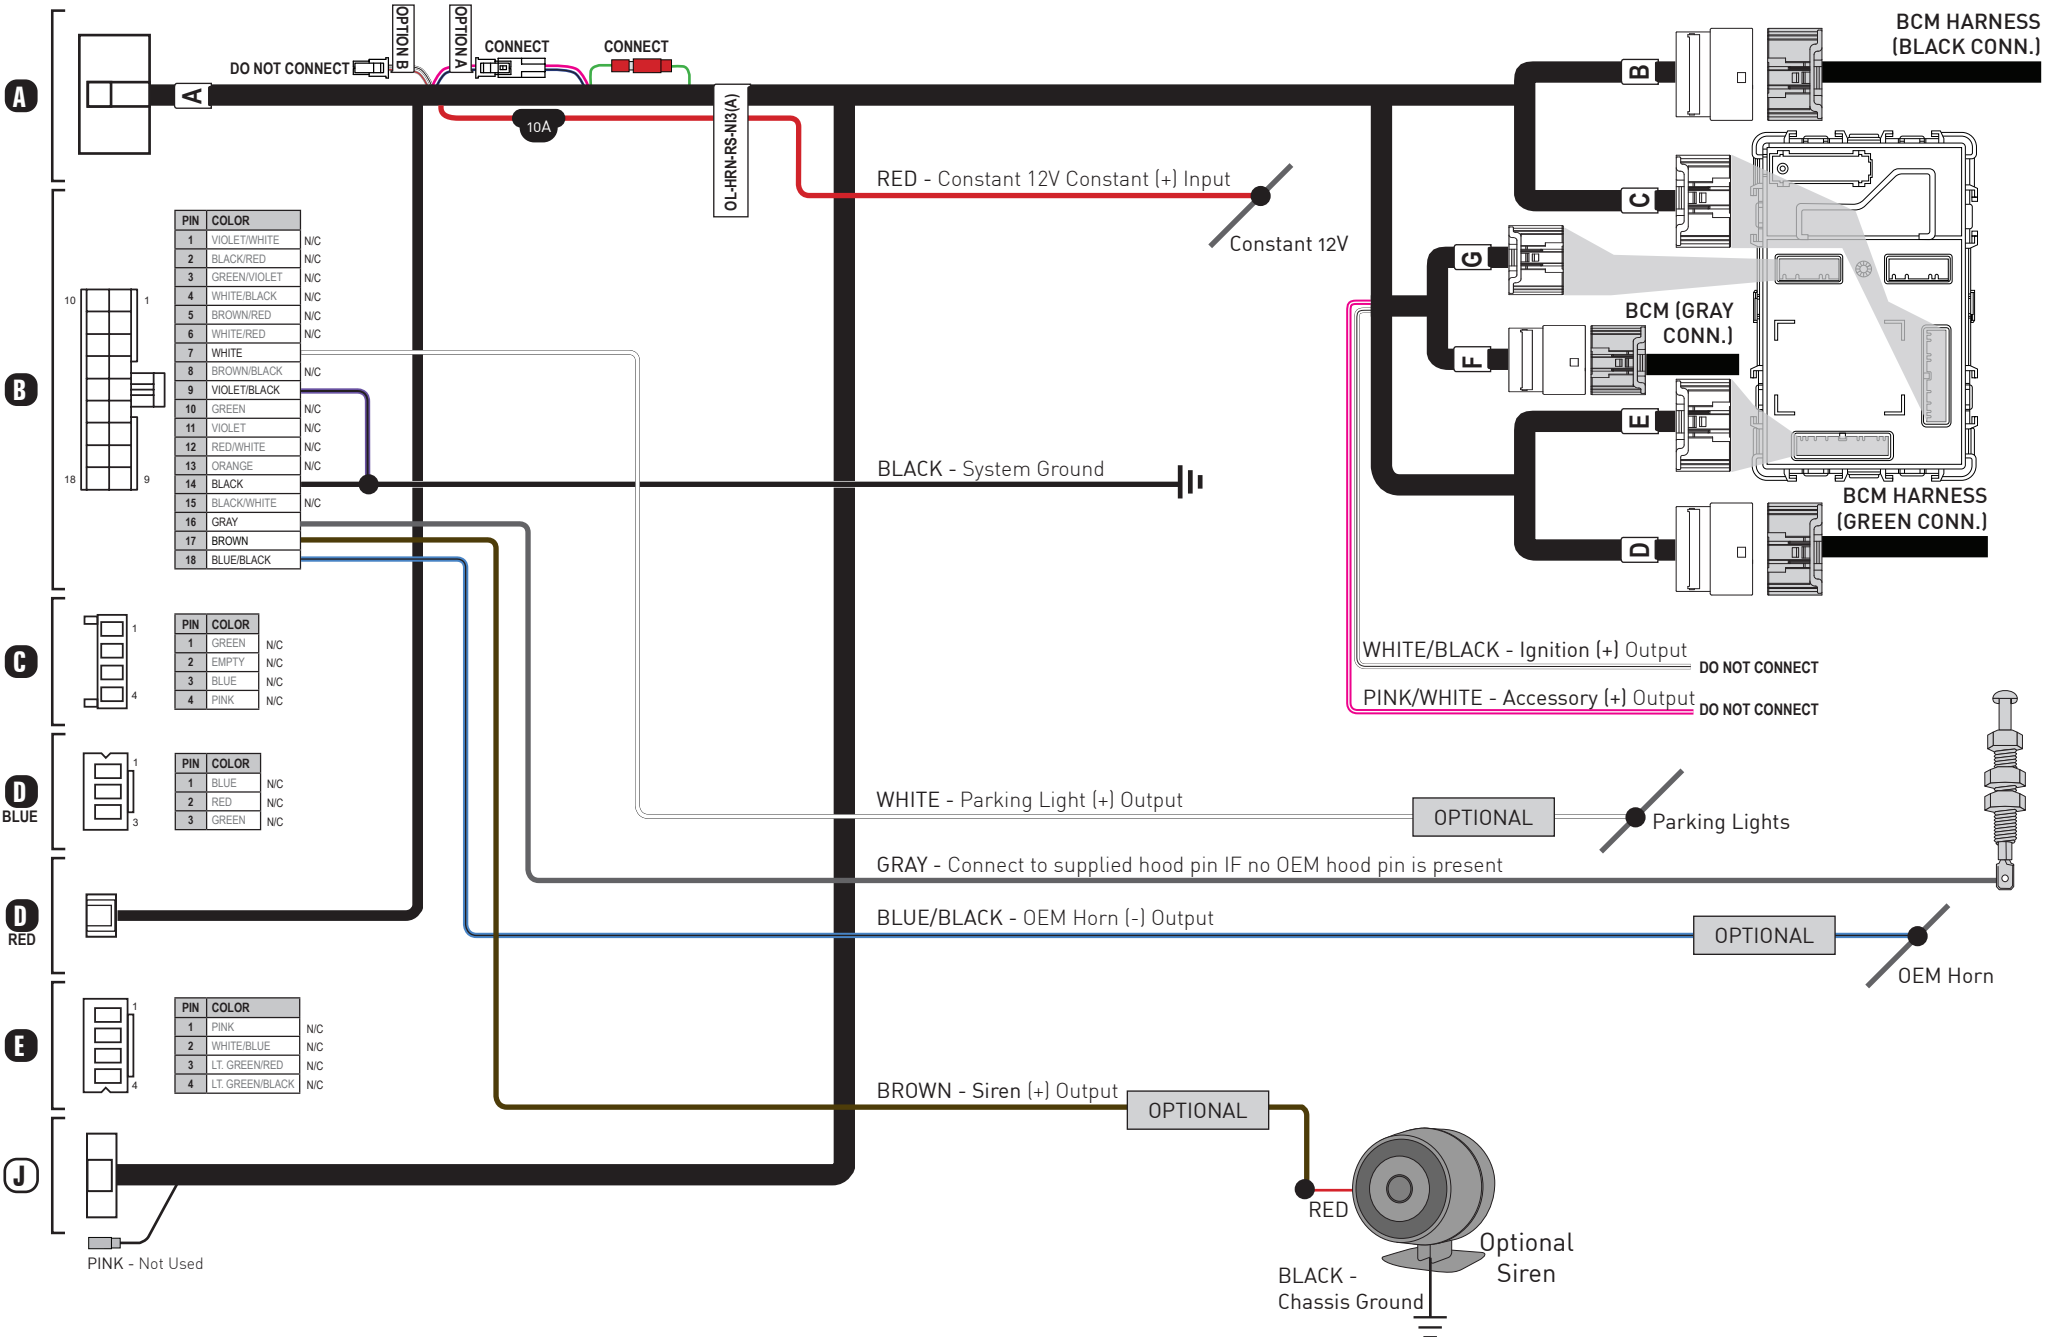 A
OPTION B
OPTION A
DO NOT CONNECT
CONNECT
CONNECT
A
10A
OL-HRN-RS-NI3(A)
RED - Constant 12V Constant (+) Input
Constant 12V
B
BCM HARNESS
(BLACK CONN.)
C
G
BCM (GRAY
CONN.)
F
E
BCM HARNESS
(GREEN CONN.)
D
B
10 1
18 9
PIN COLOR
1 VIOLET/WHITE N/C
2 BLACK/RED N/C
3 GREEN/VIOLET N/C
4 WHITE/BLACK N/C
5 BROWN/RED N/C
6 WHITE/RED N/C
7 WHITE
8 BROWN/BLACK N/C
9 VIOLET/BLACK
10 GREEN N/C
11 VIOLET N/C
12 RED/WHITE N/C
13 ORANGE N/C
14 BLACK
15 BLACK/WHITE N/C
16 GRAY
17 BROWN
18 BLUE/BLACK
BLACK - System Ground
C
1
4
PIN COLOR
1 GREEN N/C
2 EMPTY N/C
3 BLUE N/C
4 PINK N/C
WHITE/BLACK - Ignition (+) Output
DO NOT CONNECT
PINK/WHITE - Accessory (+) Output
DO NOT CONNECT
D
BLUE
1
3
PIN COLOR
1 BLUE N/C
2 RED N/C
3 GREEN N/C
WHITE - Parking Light (+) Output
OPTIONAL
Parking Lights
GRAY - Connect to supplied hood pin IF no OEM hood pin is present
D
RED
BLUE/BLACK - OEM Horn (-) Output
OPTIONAL
OEM Horn
E
1
4
PIN COLOR
1 PINK N/C
2 WHITE/BLUE N/C
3 LT. GREEN/RED N/C
4 LT. GREEN/BLACK N/C
BROWN - Siren (+) Output
OPTIONAL
J
PINK - Not Used
RED
Optional
Siren
BLACK -
Chassis Ground